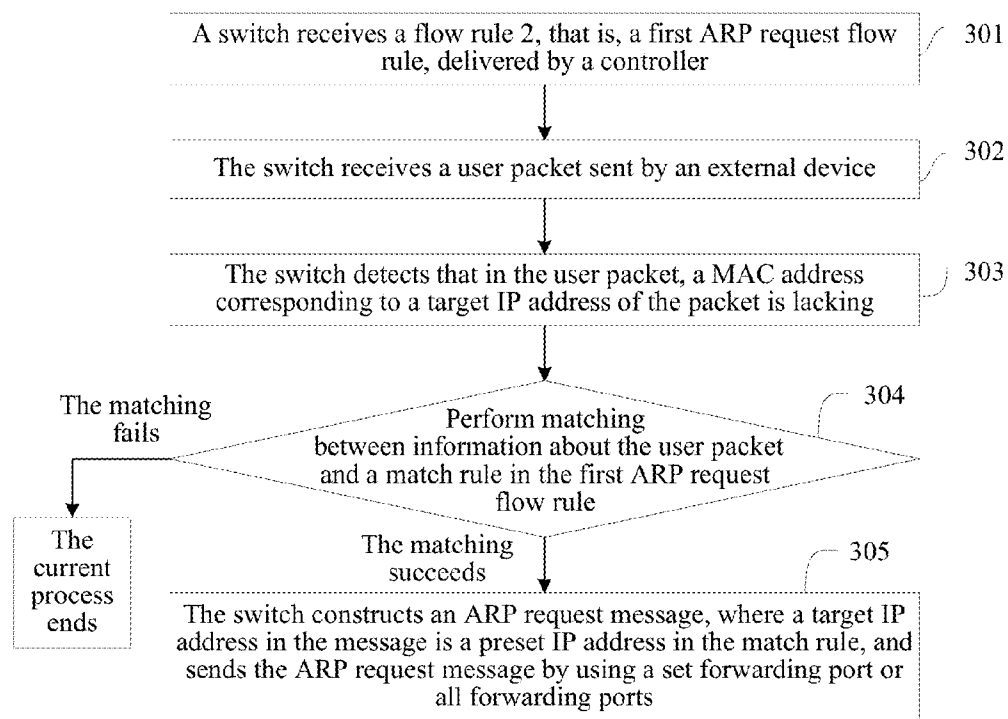 A switch receives a flow rule 2, that is, a first ARP request flow
rule, delivered by a controller
301
The switch receives a user packet sent by an external device
302
The switch detects that in the user packet, a MAC address
corresponding to a target IP address of the packet is lacking
303
The matching
fails
Perform matching
between information about the user packet
and a match rule in the first ARP request
flow rule
304
The
current
process
ends
The matching
succeeds
305
The switch constructs an ARP request message, where a target IP
address in the message is a preset IP address in the match rule, and
sends the ARP request message by using a set forwarding port or
all forwarding ports